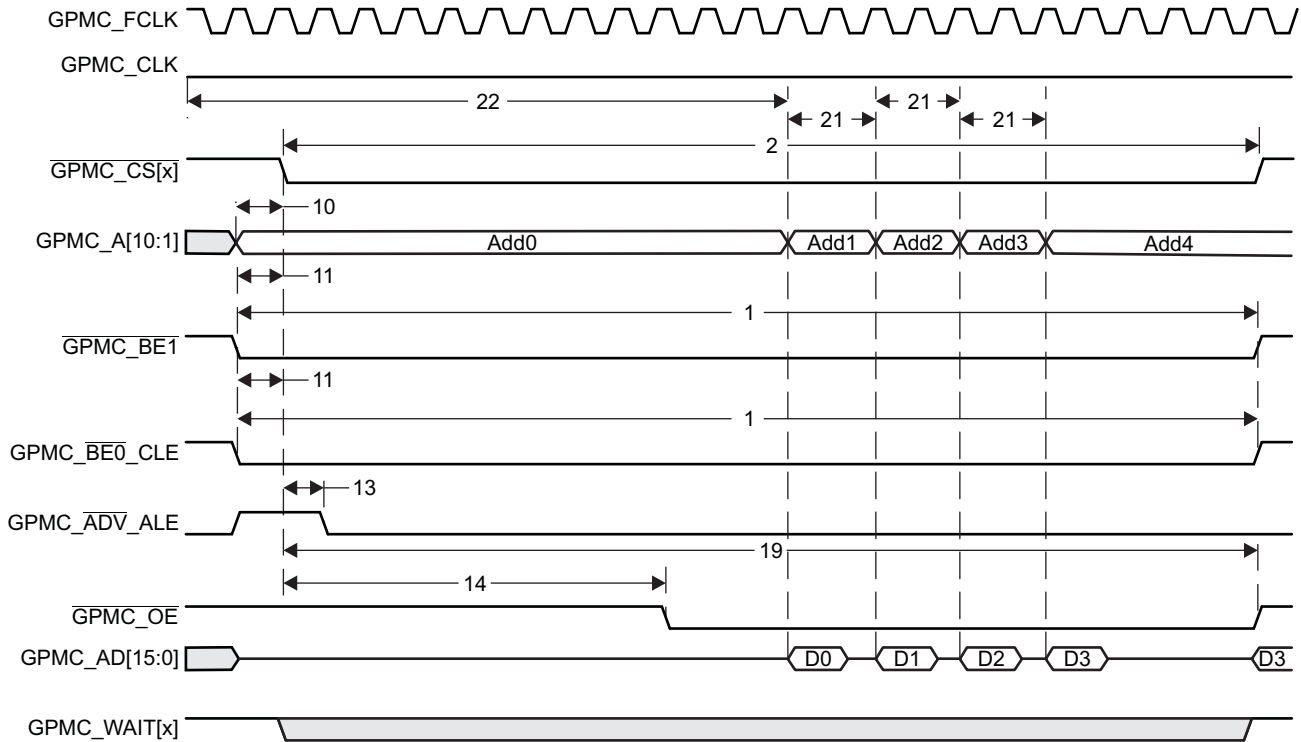 GPMC_FCLK
GPMC_CLK
22
21
21
21
2
GPMC_CS[x]
10
GPMC_A[10:1]
Add0
Add1
Add2
Add3
Add4
11
1
GPMC_BE1
11
1
GPMC_BE0_CLE
13
GPMC_ADV_ALE
19
14
GPMC_OE
GPMC_AD[15:0]
D0
D1
D2
D3
D3
GPMC_WAIT[x]